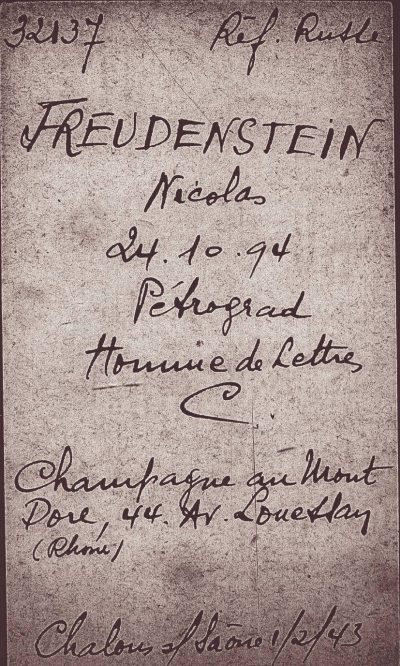 32137 Réf. Russe
FREUDENSTEIN
Nicolas
24.10.94
Pétrograd
Homme de Lettres
C.
Champagne au Mont
Dore, 44. Av.
(Rhône)
Chalons s/Saône 1/2/43